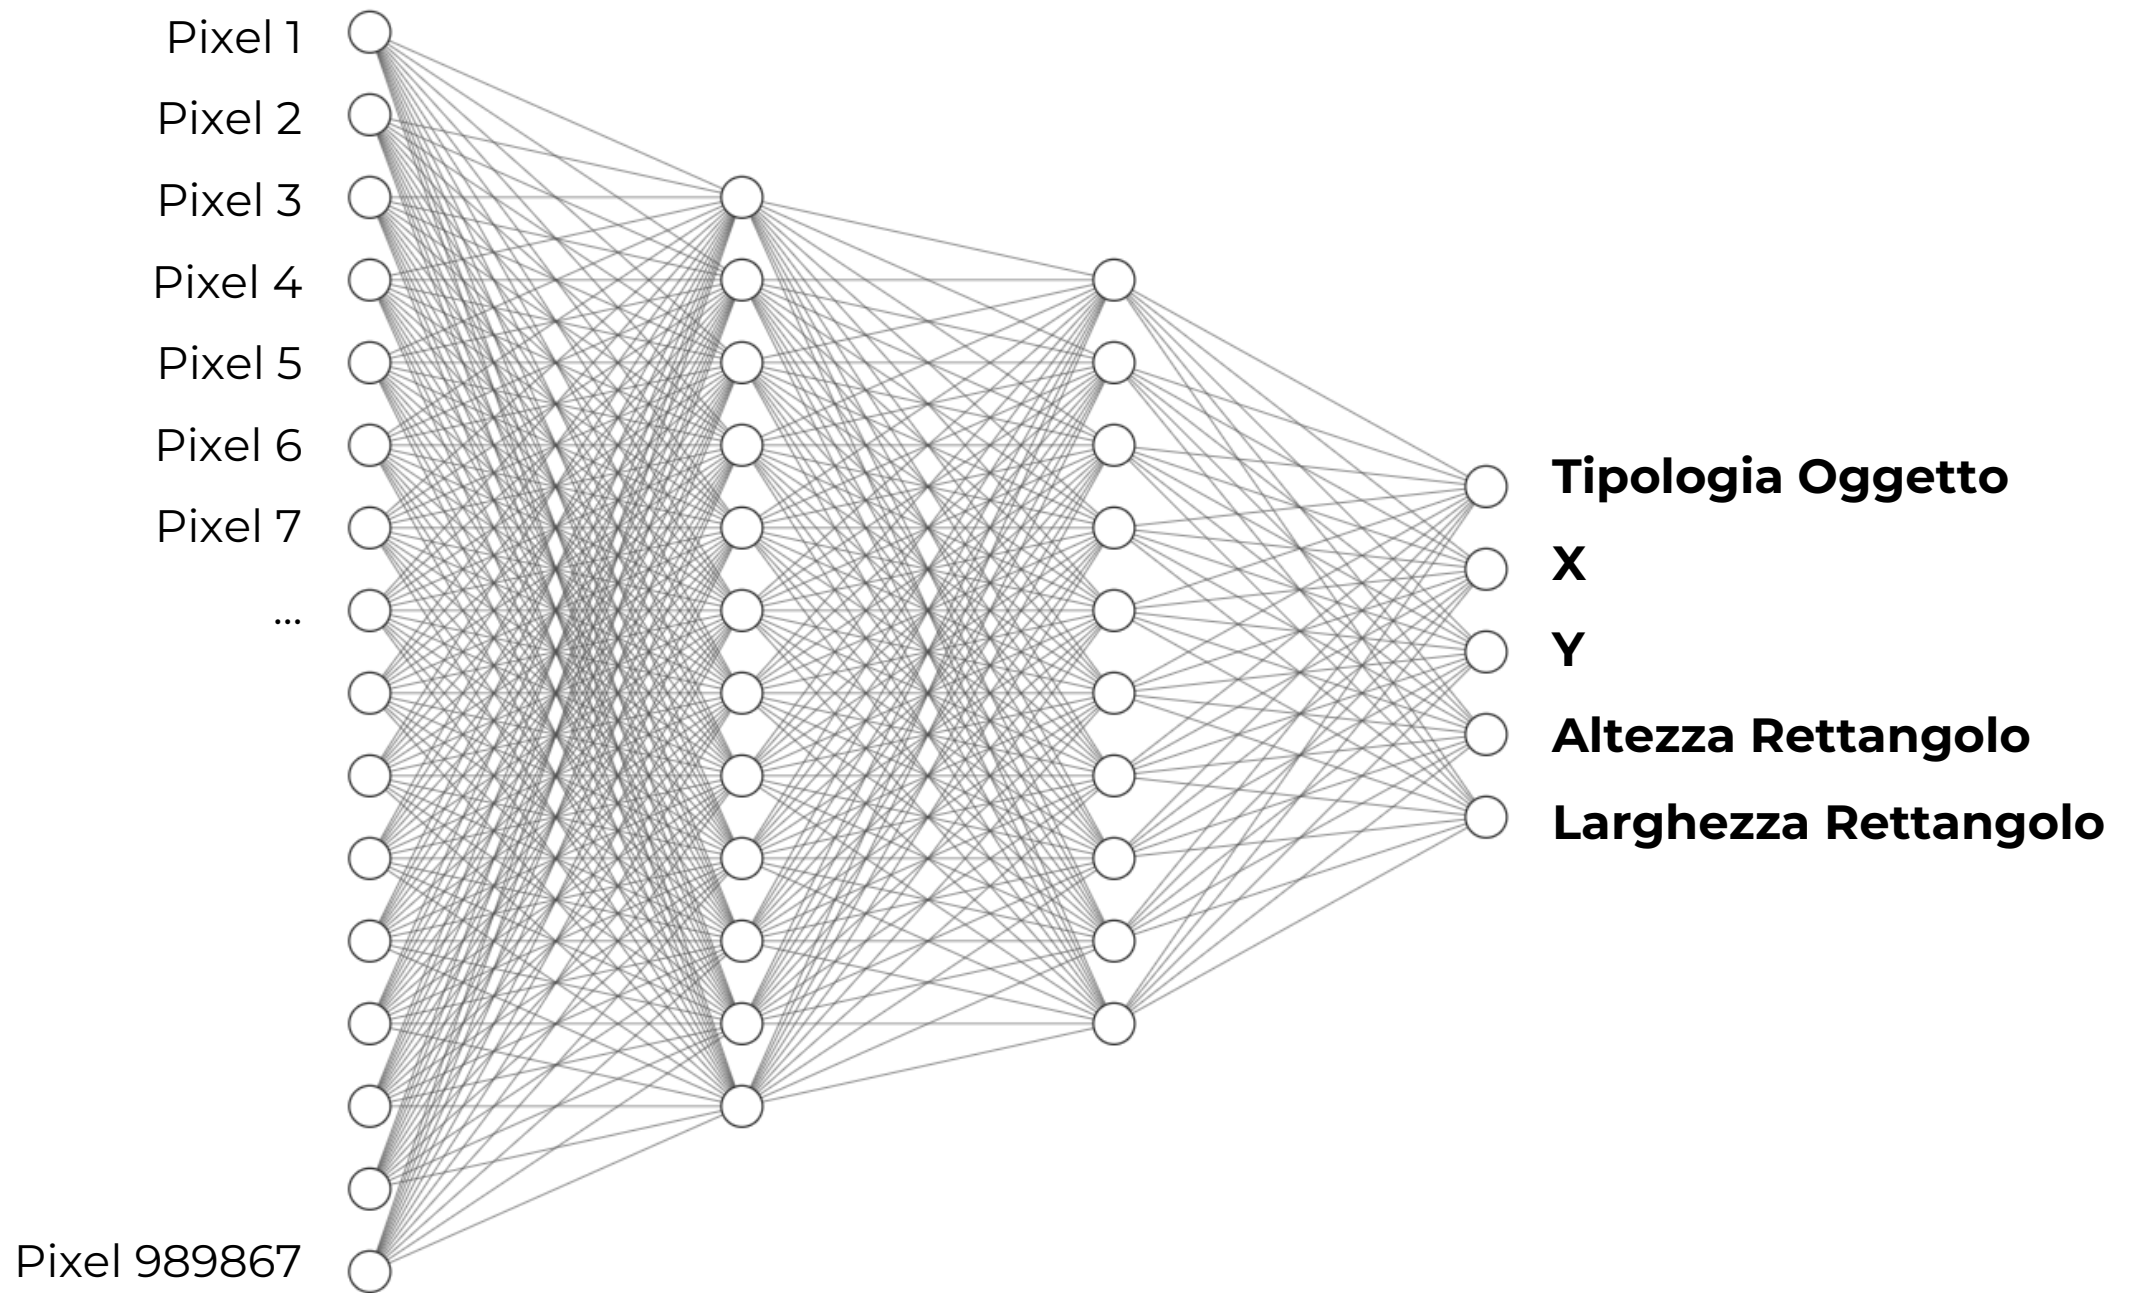 Pixel 1
Pixel 2
Pixel 3
Pixel 4
Pixel 5
Pixel 6
Pixel 7
...
Pixel 989867
Tipologia Oggetto
X
Y
Altezza Rettangolo
Larghezza Rettangolo